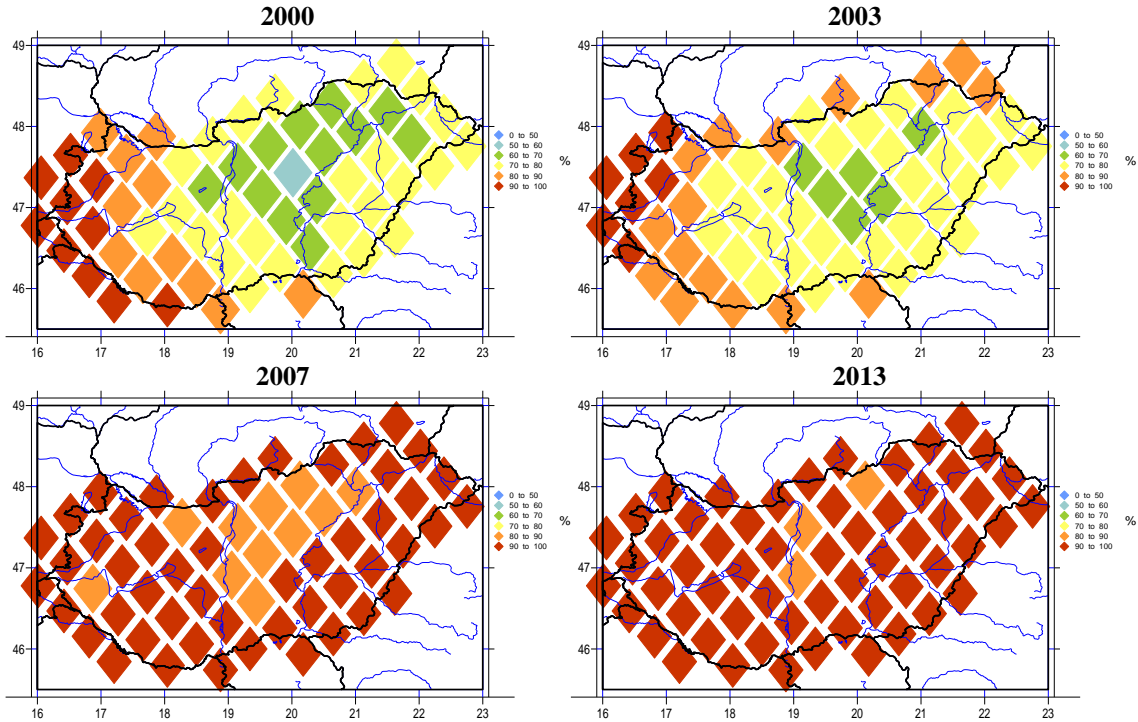 2000
49
48
47
46
16 17 18 19 20 21 22 23
0 to 50
50 to 60
60 to 70
70 to 80
80 to 90
90 to 100
%
2003
49
48
47
46
16 17 18 19 20 21 22 23
0 to 50
50 to 60
60 to 70
70 to 80
80 to 90
90 to 100
%
2007
49
48
47
46
16 17 18 19 20 21 22 23
0 to 50
50 to 60
60 to 70
70 to 80
80 to 90
90 to 100
%
2013
49
48
47
46
16 17 18 19 20 21 22 23
0 to 50
50 to 60
60 to 70
70 to 80
80 to 90
90 to 100
%